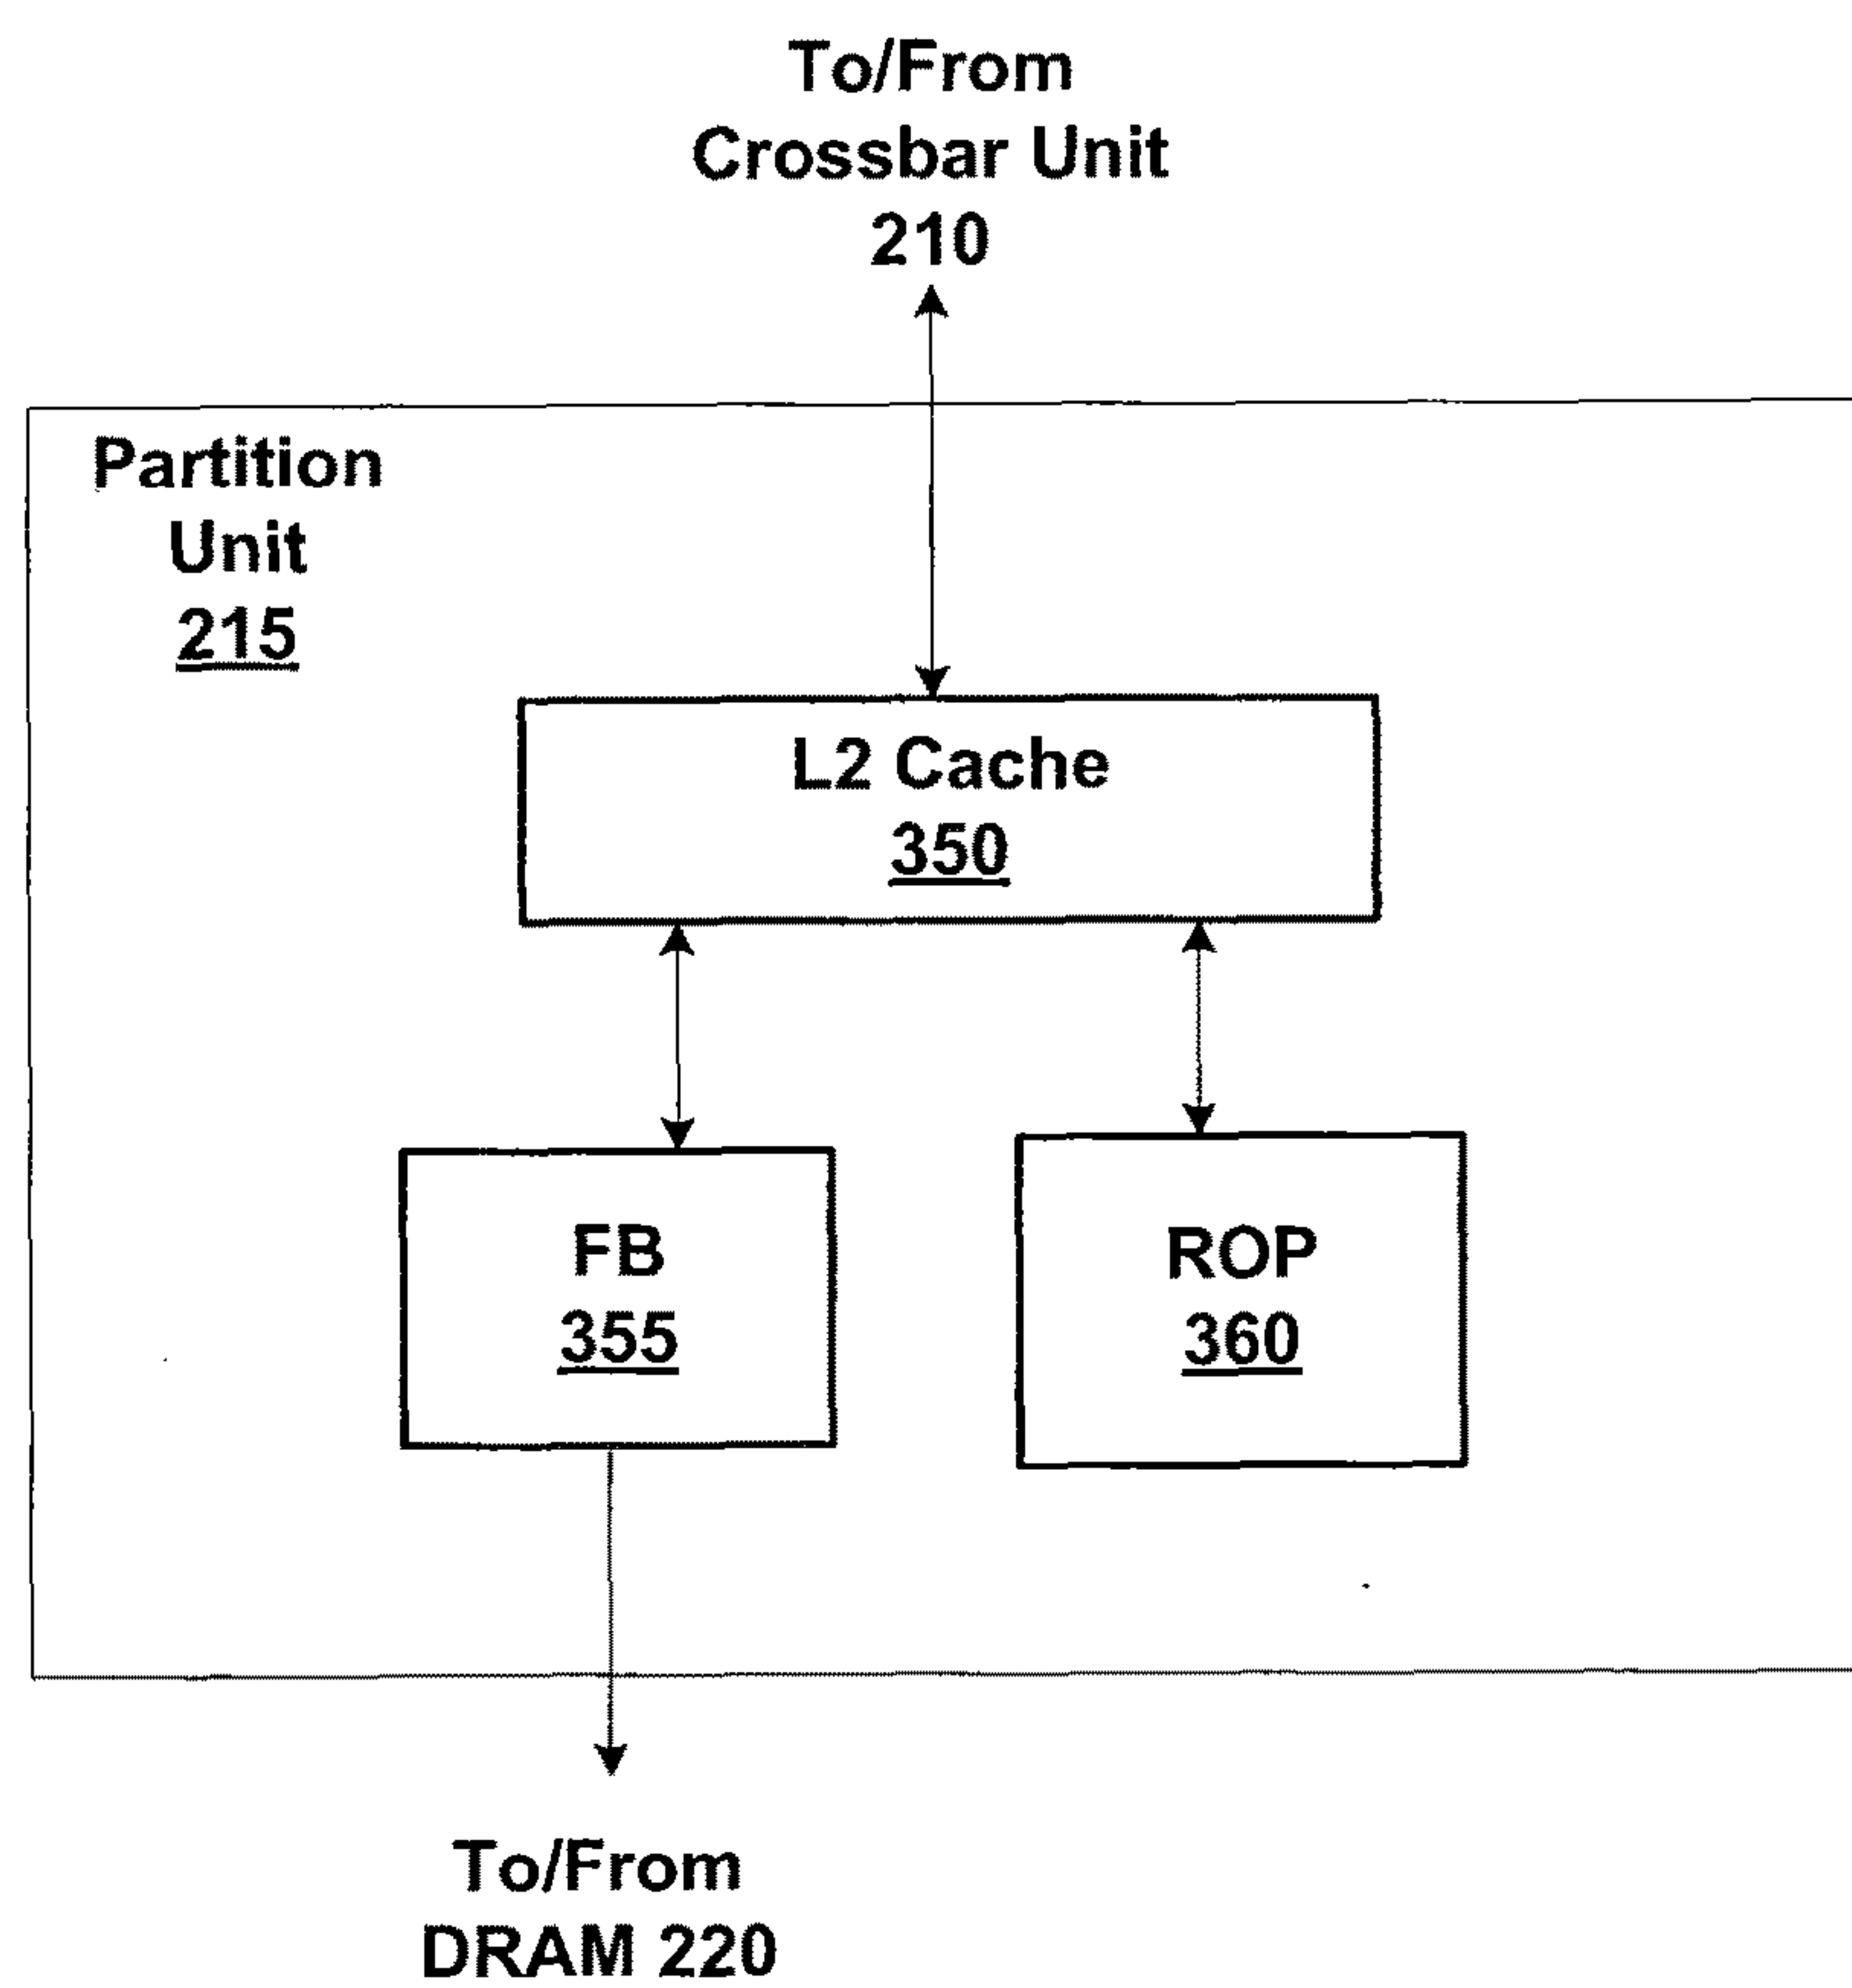 To/From
Crossbar Unit
210
Partition
Unit
215
L2 Cache
350
FB
355
ROP
360
To/From
DRAM 220